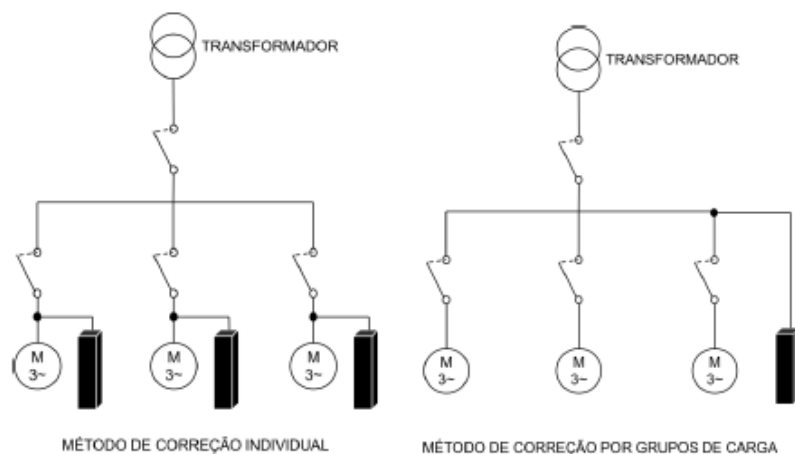 TRANSFORMADOR
M
3~
M
3~
M
3~
MÉTODO DE CORREÇÃO INDIVIDUAL
TRANSFORMADOR
M
3~
M
3~
M
3~
MÉTODO DE CORREÇÃO POR GRUPOS DE CARGA